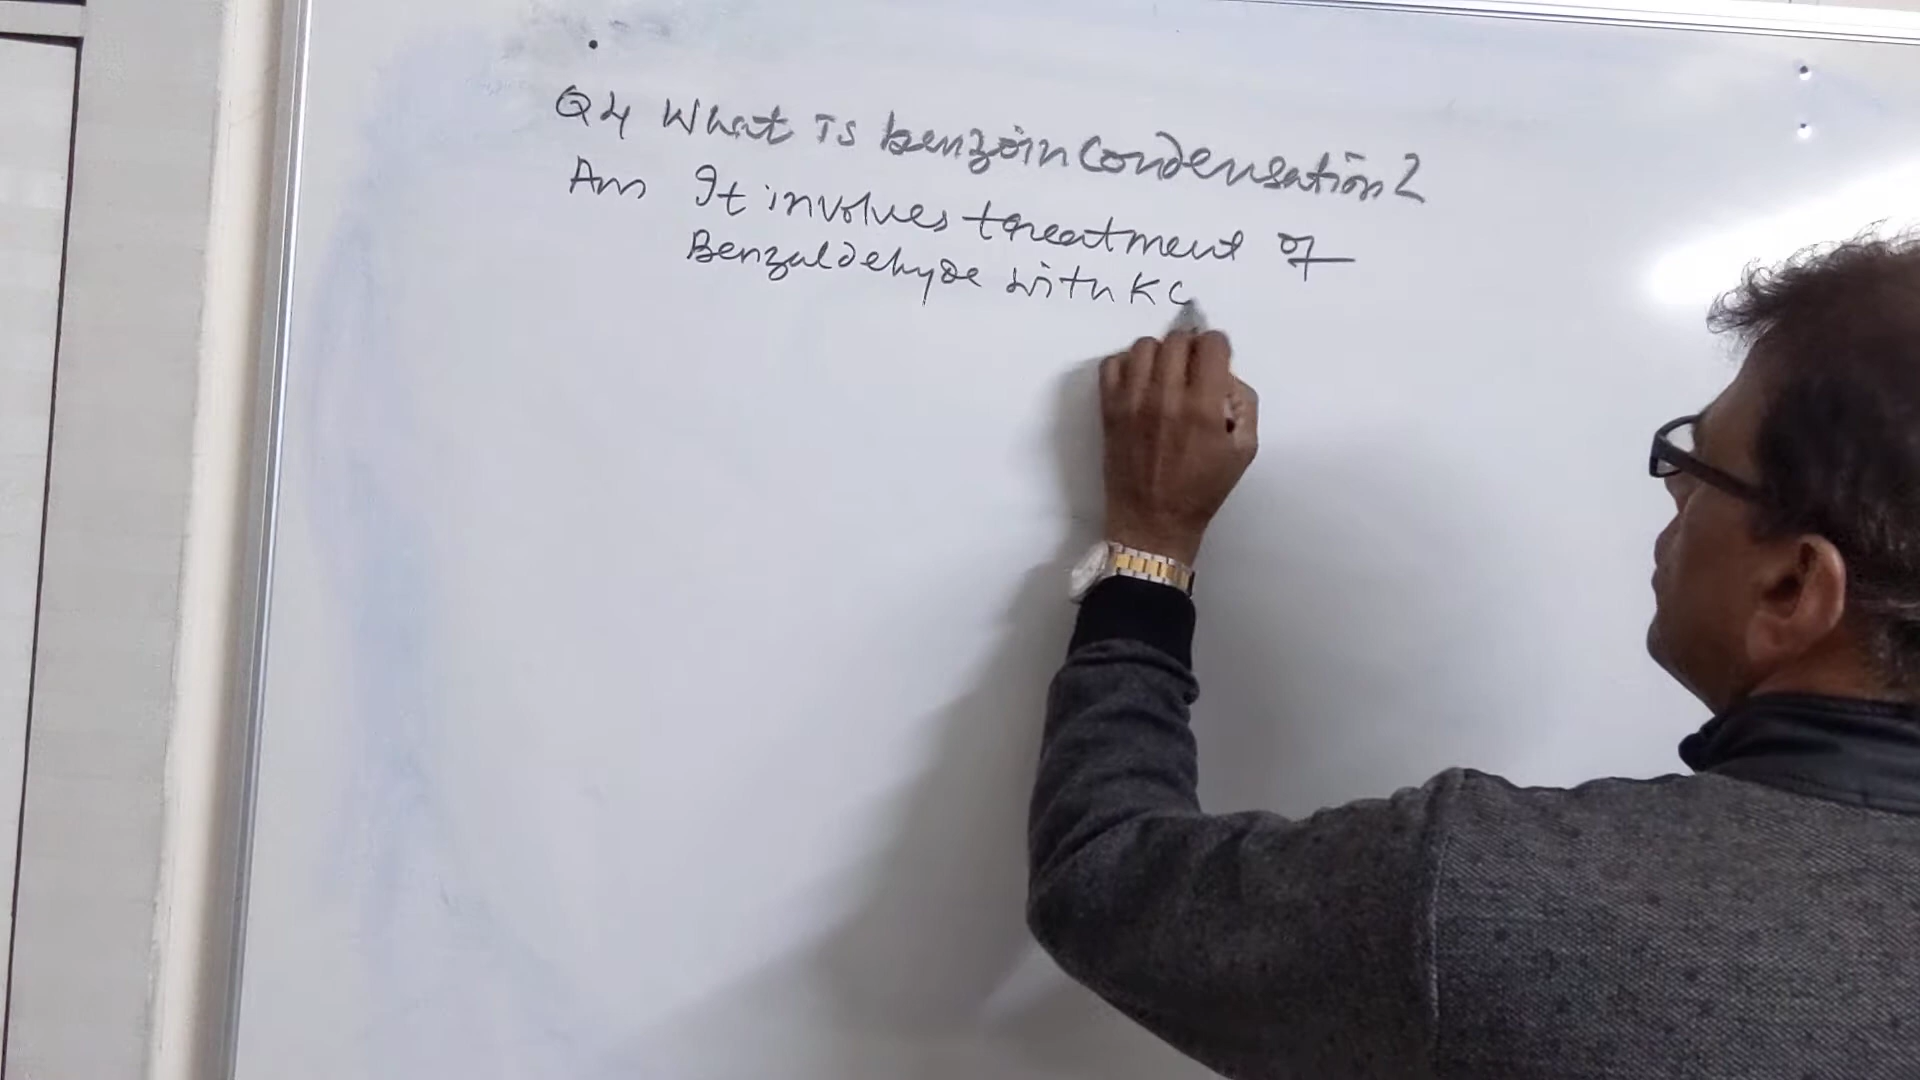 Q4 What is benzoin Condensation?
Ans It involves treatment of
Benzaldehyde with KC